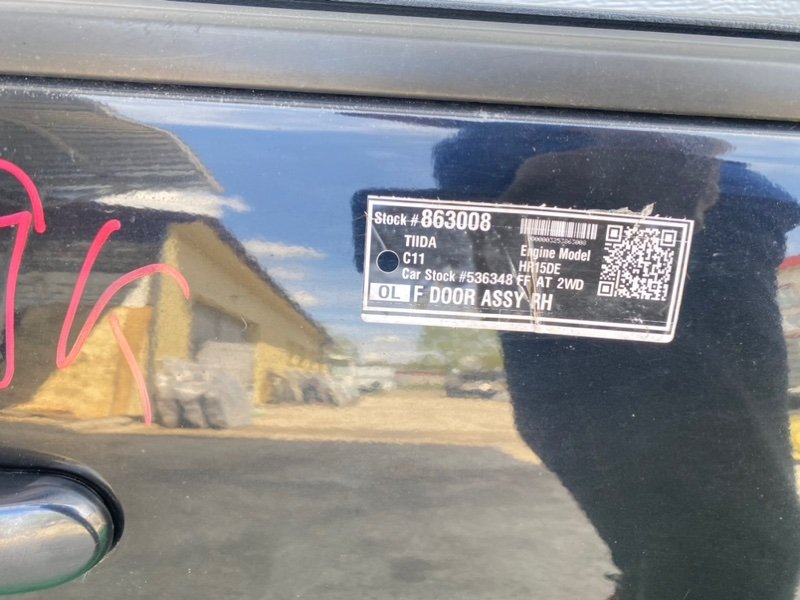 Stock # 863008
TIIDA
C11
Engine Model
HR15DE
Car Stock #536348 FF AT 2WD
OL F DOOR ASSY RH